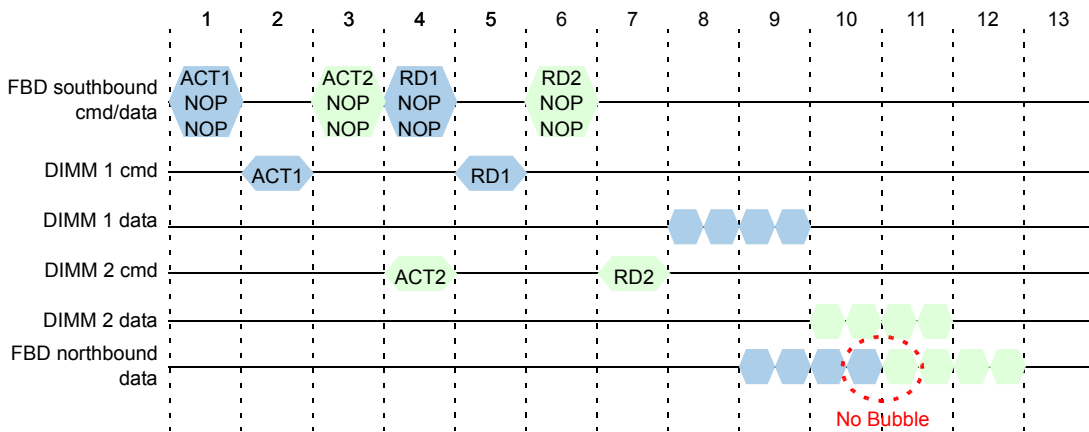 1 2 3 4 5 6 7 8 9 10 11 12 13
FBD southbound
cmd/data
ACT1
NOP
NOP
ACT2
NOP
NOP
RD1
NOP
NOP
RD2
NOP
NOP
DIMM 1 cmd
ACT1 RD1
DIMM 1 data
DIMM 2 cmd
ACT2 RD2
DIMM 2 data
FBD northbound
data
No Bubble